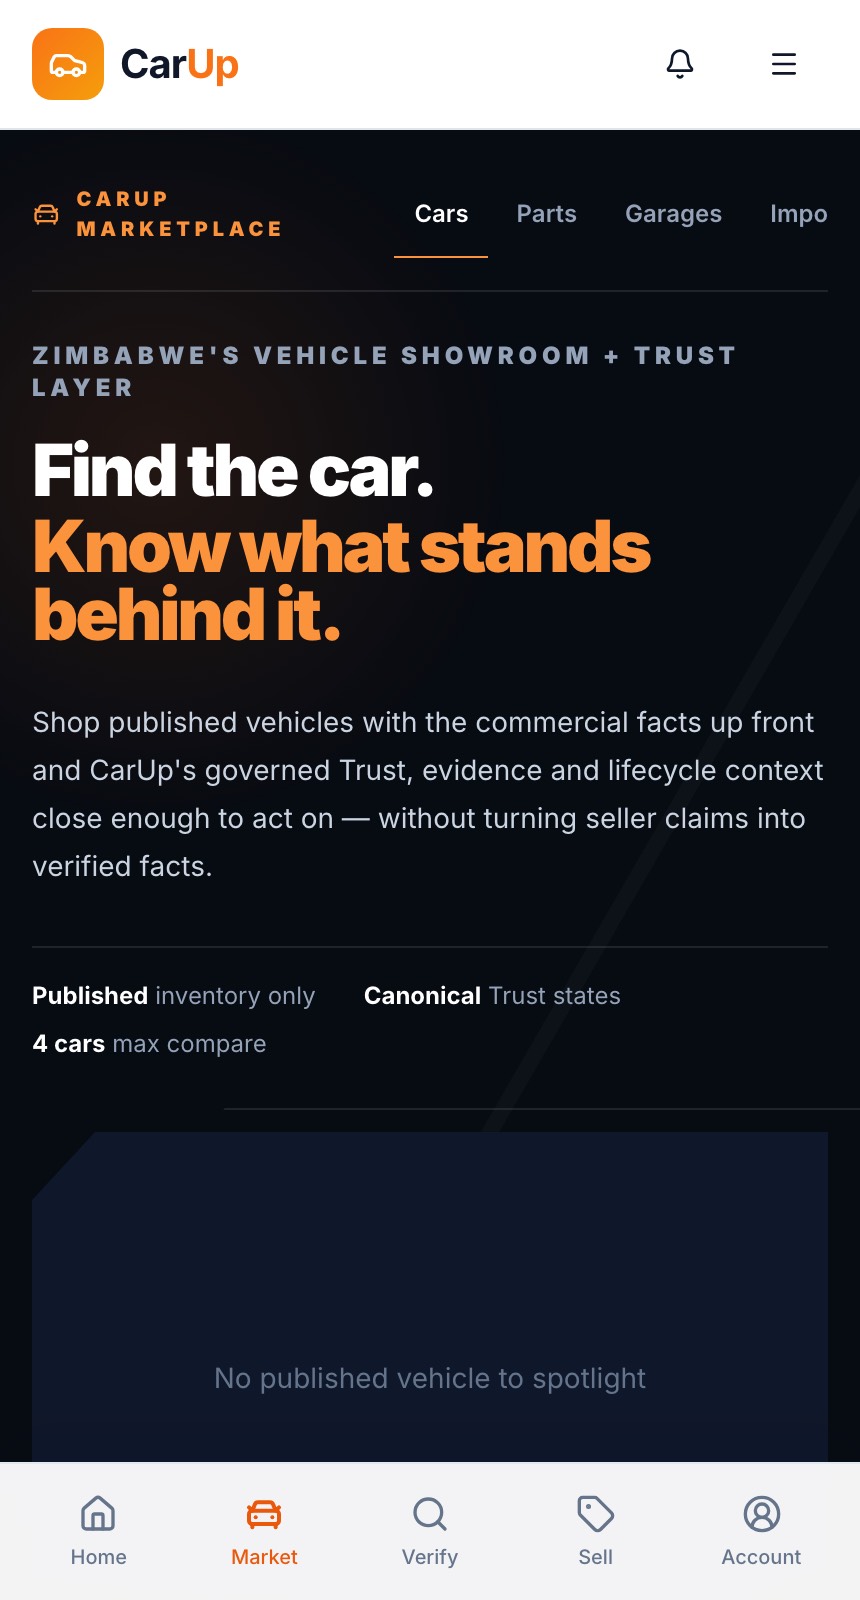 CarUp
CARUP
MARKETPLACE
Cars Parts Garages Impo
ZIMBABWE'S VEHICLE SHOWROOM + TRUST
LAYER
Find the car.
Know what stands
behind it.
Shop published vehicles with the commercial facts up front
and CarUp's governed Trust, evidence and lifecycle context
close enough to act on — without turning seller claims into
verified facts.
Published inventory only Canonical Trust states
4 cars max compare
No published vehicle to spotlight
Home Market Verify Sell Account